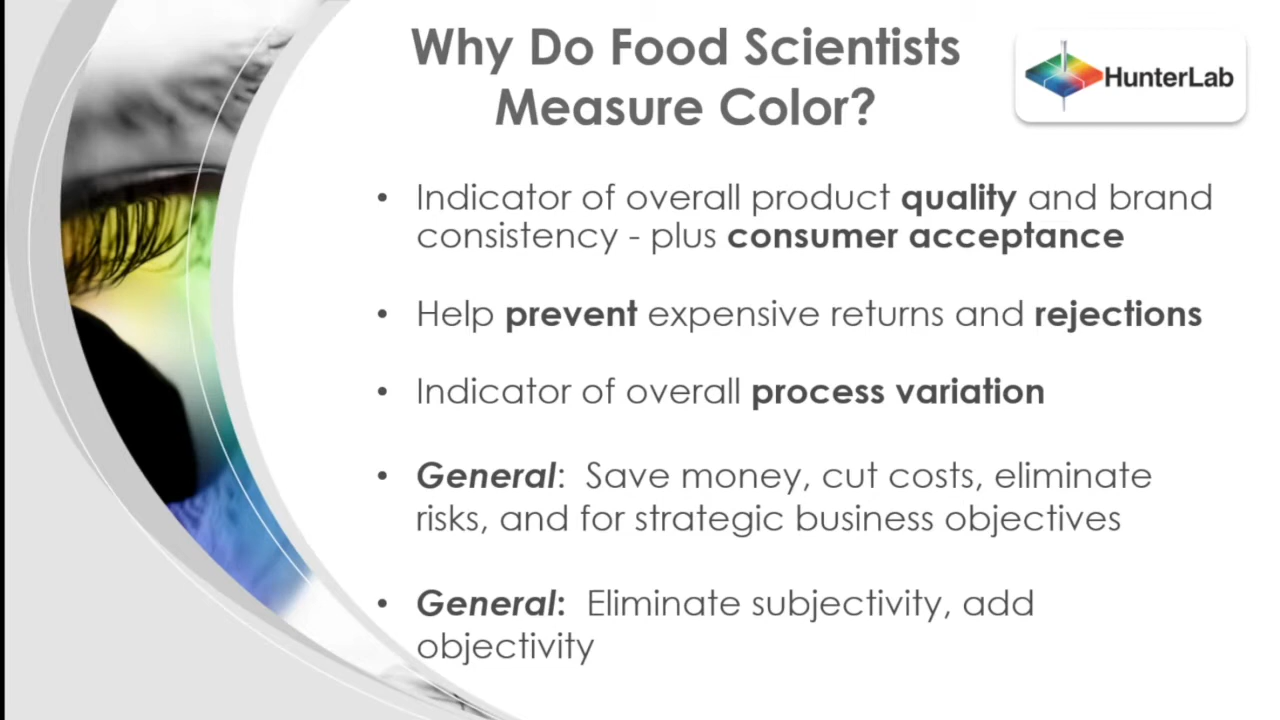 Why Do Food Scientists
Measure Color?
HunterLab
• Indicator of overall product quality and brand
consistency - plus consumer acceptance
• Help prevent expensive returns and rejections
• Indicator of overall process variation
• General: Save money, cut costs, eliminate
risks, and for strategic business objectives
• General: Eliminate subjectivity, add
objectivity